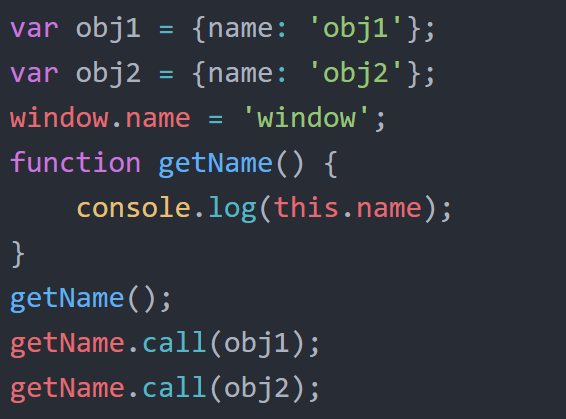 var obj1 = {name: 'obj1'};
var obj2 = {name: 'obj2'};
window.name = 'window';
function getName() {
    console.log(this.name);
}
getName();
getName.call(obj1);
getName.call(obj2);